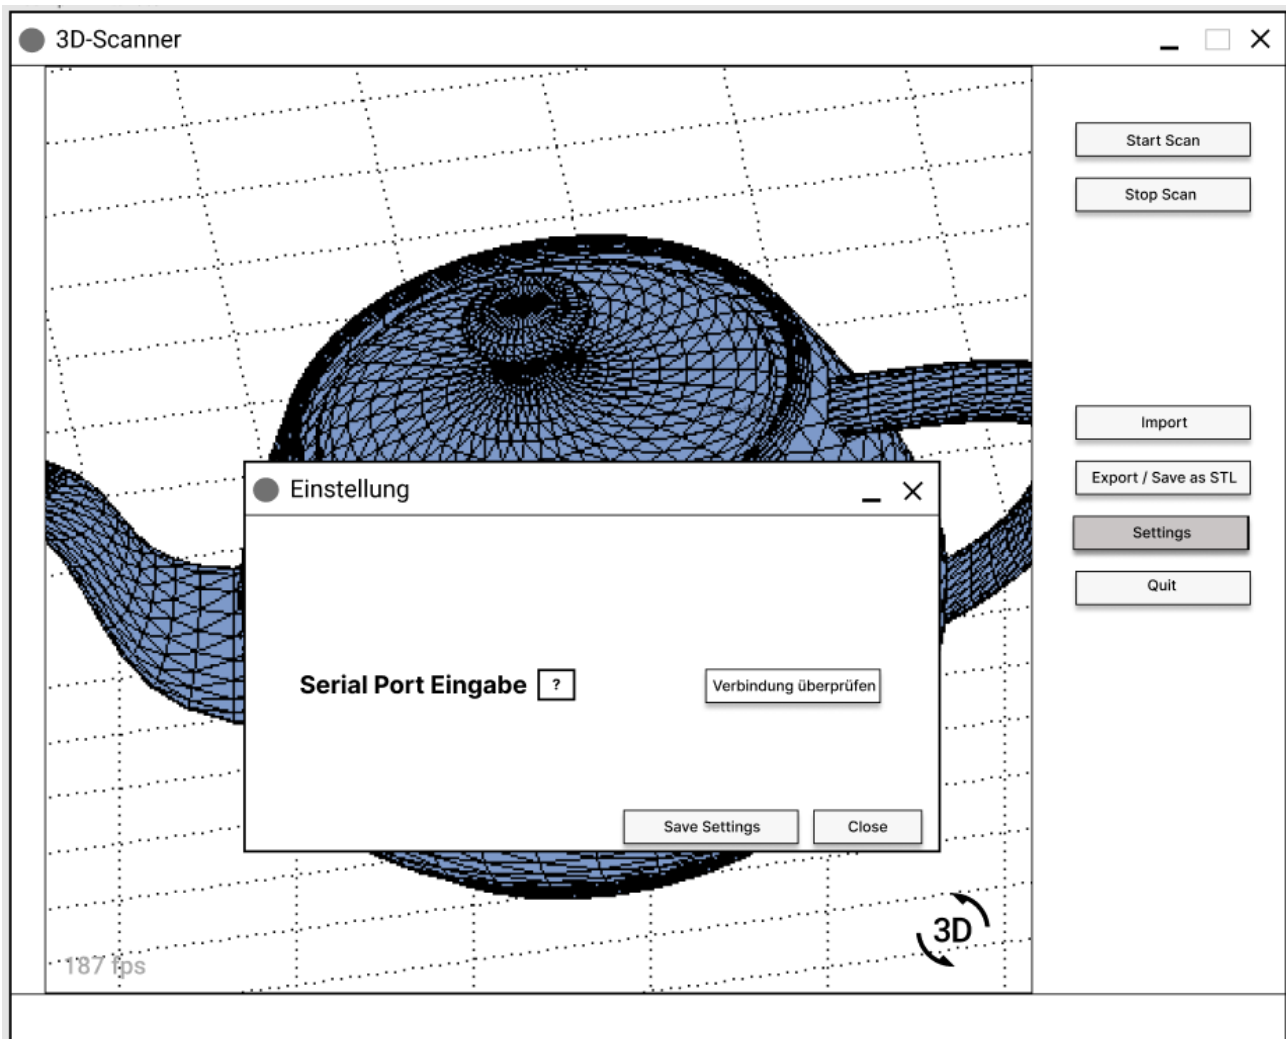 3D-Scanner
Start Scan
Stop Scan
Import
Export / Save as STL
Settings
Quit
Einstellung
Serial Port Eingabe ?
Verbindung überprüfen
Save Settings
Close
3D
187 fps